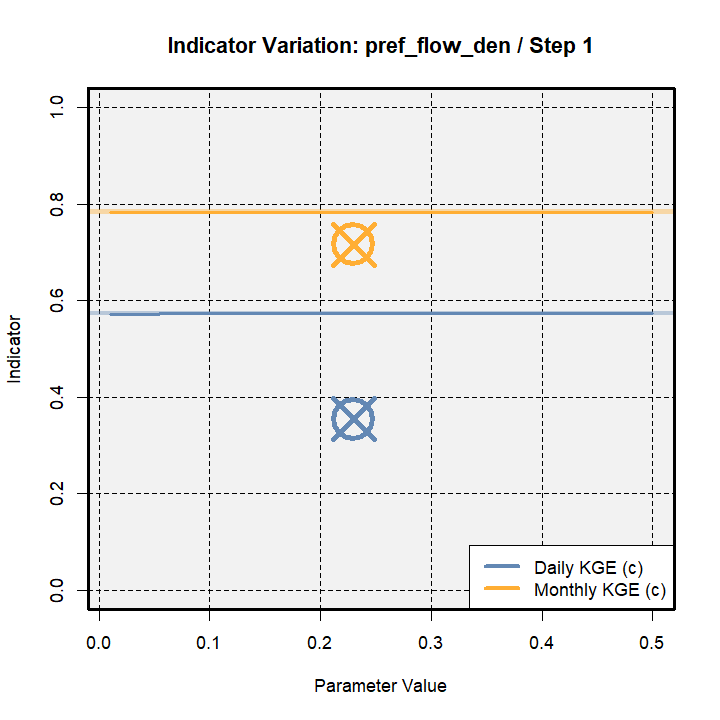 Indicator Variation: pref_flow_den / Step 1
Indicator
1.0
0.8
0.6
0.4
0.2
0.0
Daily KGE (c)
Monthly KGE (c)
0.0 0.1 0.2 0.3 0.4 0.5
Parameter Value